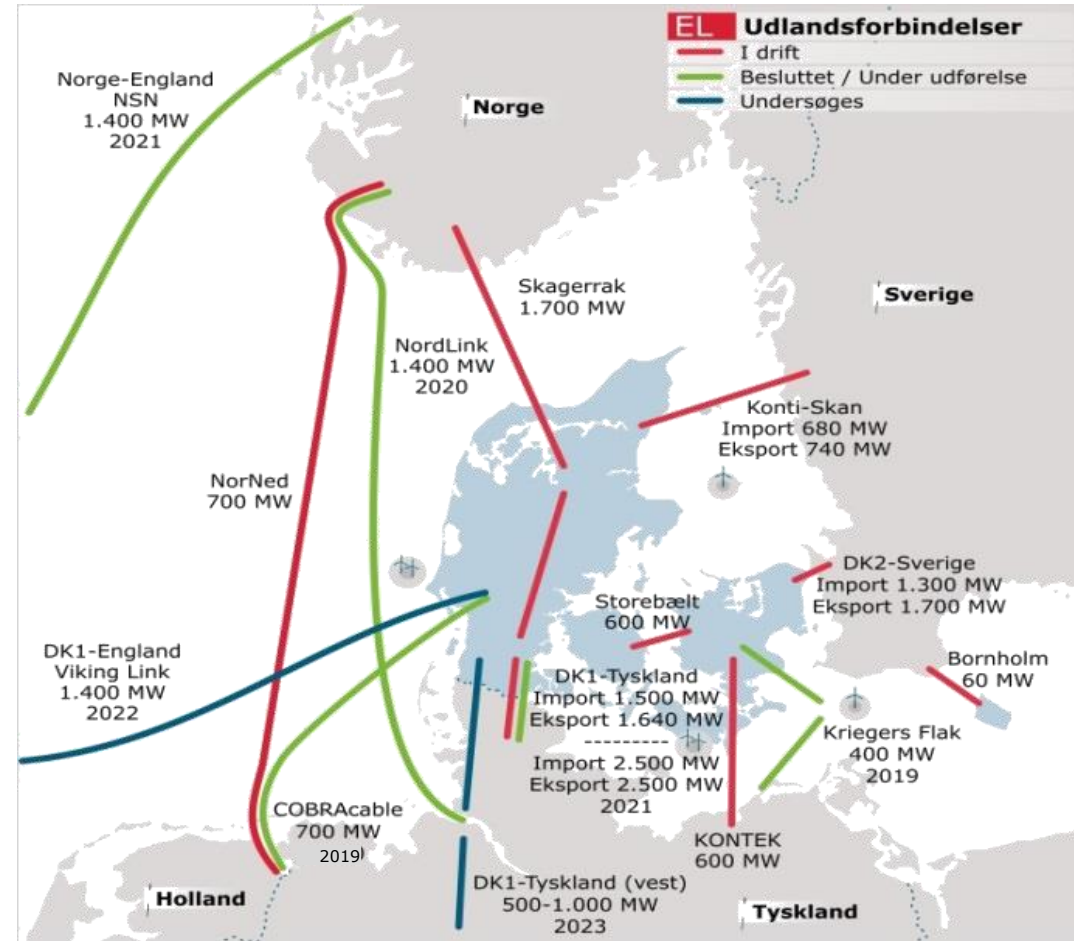 EL Udlandsforbindelser
I drift
Besluttet / Under udførelse
Undersøges
Norge-England
NSN
1.400 MW
2021
Norge
Skagerrak
1.700 MW
Sverige
NordLink
1.400 MW
2020
Konti-Skan
Import 680 MW
Eksport 740 MW
NorNed
700 MW
DK2-Sverige
Import 1.300 MW
Eksport 1.700 MW
Storebælt
600 MW
DK1-England
Viking Link
1.400 MW
2022
DK1-Tyskland
Import 1.500 MW
Eksport 1.640 MW
---------
Import 2.500 MW
Eksport 2.500 MW
2021
Bornholm
60 MW
Kriegers Flak
400 MW
2019
COBRAcable
700 MW
2019)
KONTEK
600 MW
Holland
DK1-Tyskland (vest)
500-1.000 MW
2023
Tyskland